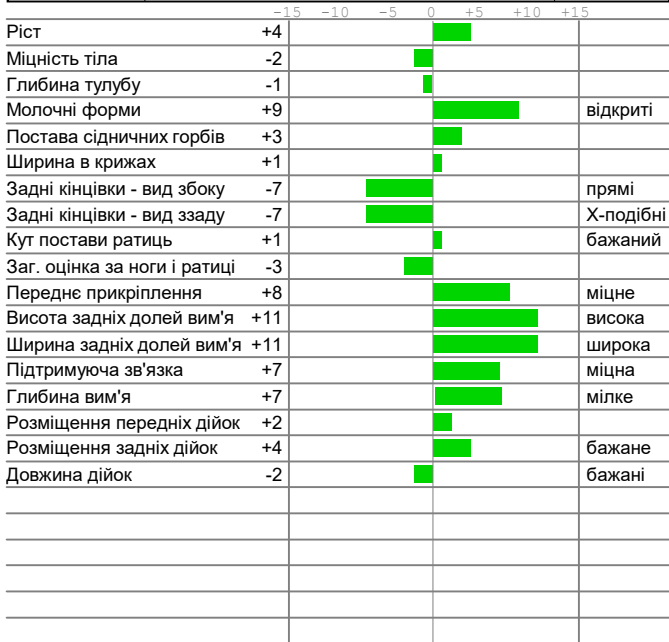 -15 -10 -5 0 +5 +10 +15
Ріст +4
Міцність тіла -2
Глибина тулубу -1
Молочні форми +9 відкриті
Постава сідничних горбів +3
Ширина в крижах +1
Задні кінцівки - вид збоку -7 прямі
Задні кінцівки - вид ззаду -7 Х-подібні
Кут постави ратиць +1 бажаний
Заг. оцінка за ноги і ратиці -3
Переднє прикріплення +8 міцне
Висота задніх долей вим'я +11 висока
Ширина задніх долей вим'я +11 широка
Підтримуюча зв'язка +7 міцна
Глибина вим'я +7 мілке
Розміщення передніх дійок +2
Розміщення задніх дійок +4 бажане
Довжина дійок -2 бажані